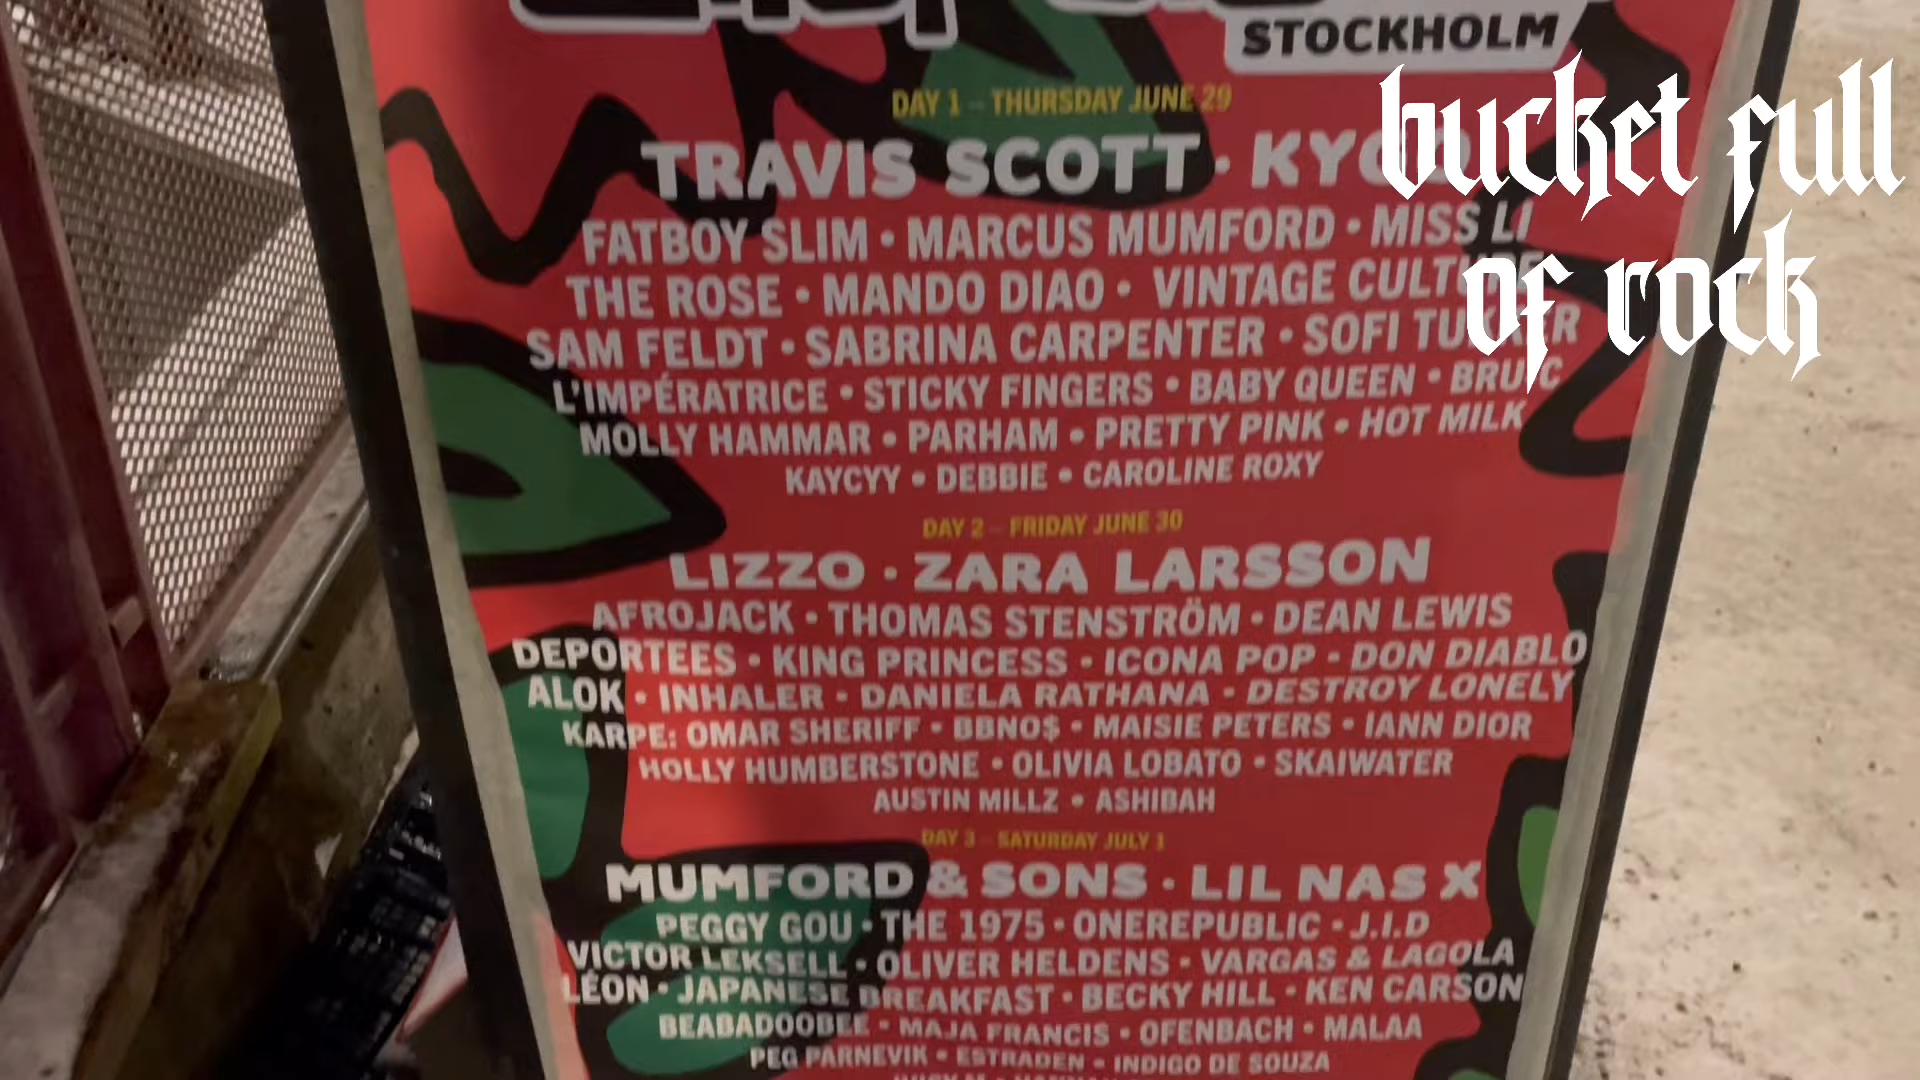 STOCKHOLM
DAY 1 - THURSDAY JUNE 29
TRAVIS SCOTT · KYGO
FATBOY SLIM • MARCUS MUMFORD • MISS LI
THE ROSE • MANDO DIAO • VINTAGE CULTURE
SAM FELDT • SABRINA CARPENTER • SOFI TUKKER
L'IMPÉRATRICE • STICKY FINGERS • BABY QUEEN •
MOLLY HAMMAR • PARHAM • PRETTY PINK • HOT MILK
KAYCYY • DEBBIE • CAROLINE ROXY
DAY 2 - FRIDAY JUNE 30
LIZZO · ZARA LARSSON
AFROJACK • THOMAS STENSTRÖM • DEAN LEWIS
DEPORTEES • KING PRINCESS • ICONA POP • DON DIABLO
ALOK • INHALER • DANIELA RATHANA • DESTROY LONELY
KARPE: OMAR SHERIFF • BBNO$ • MAISIE PETERS • IANN DIOR
HOLLY HUMBERSTONE • OLIVIA LOBATO • SKAIWATER
AUSTIN MILLZ • ASHIBAH
DAY 3 - SATURDAY JULY 1
MUMFORD & SONS · LIL NAS X
PEGGY GOU • THE 1975 • ONEREPUBLIC • J.I.D
VICTOR LEKSELL • OLIVER HELDENS • VARGAS & LAGOLA
LÉON • JAPANESE BREAKFAST • BECKY HILL • KEN CARSON
BEABADOOBEE • MAJA FRANCIS • OFENBACH • MALAA
PEG PARNEVIK • ESTRADEN • INDIGO DE SOUZA
bucket full
of rock